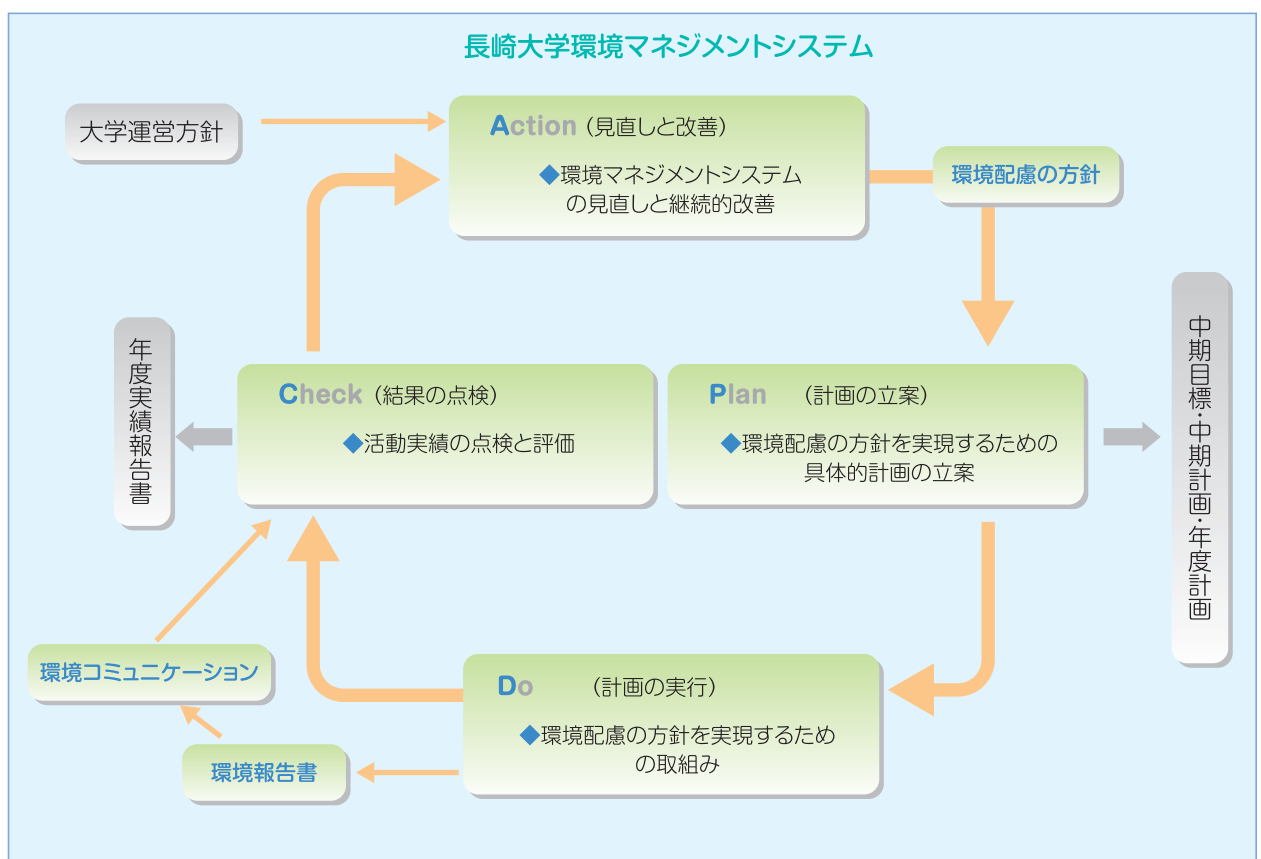 長崎大学環境マネジメントシステム
大学運営方針
Action（見直しと改善）
◆環境マネジメントシステム
の見直しと継続的改善
環境配慮の方針
年度実績報告書
Check（結果の点検）
◆活動実績の点検と評価
Plan（計画の立案）
◆環境配慮の方針を実現するための
具体的計画の立案
中期目標・中期計画・年度計画
環境コミュニケーション
環境報告書
Do（計画の実行）
◆環境配慮の方針を実現するため
の取組み